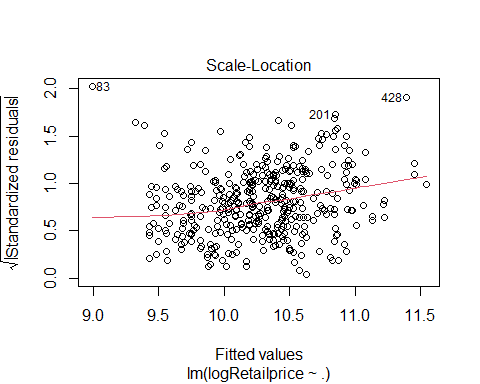 Scale-Location
√|Standardized residuals|
2.0
1.5
1.0
0.5
0.0
83
428
201
9.0 9.5 10.0 10.5 11.0 11.5
Fitted values
lm(logRetailprice ~ .)